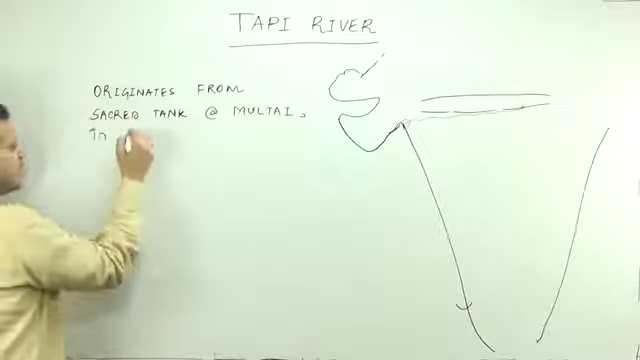 TAPI RIVER
ORIGINATES FROM
SACRED TANK @ MULTAI,
in